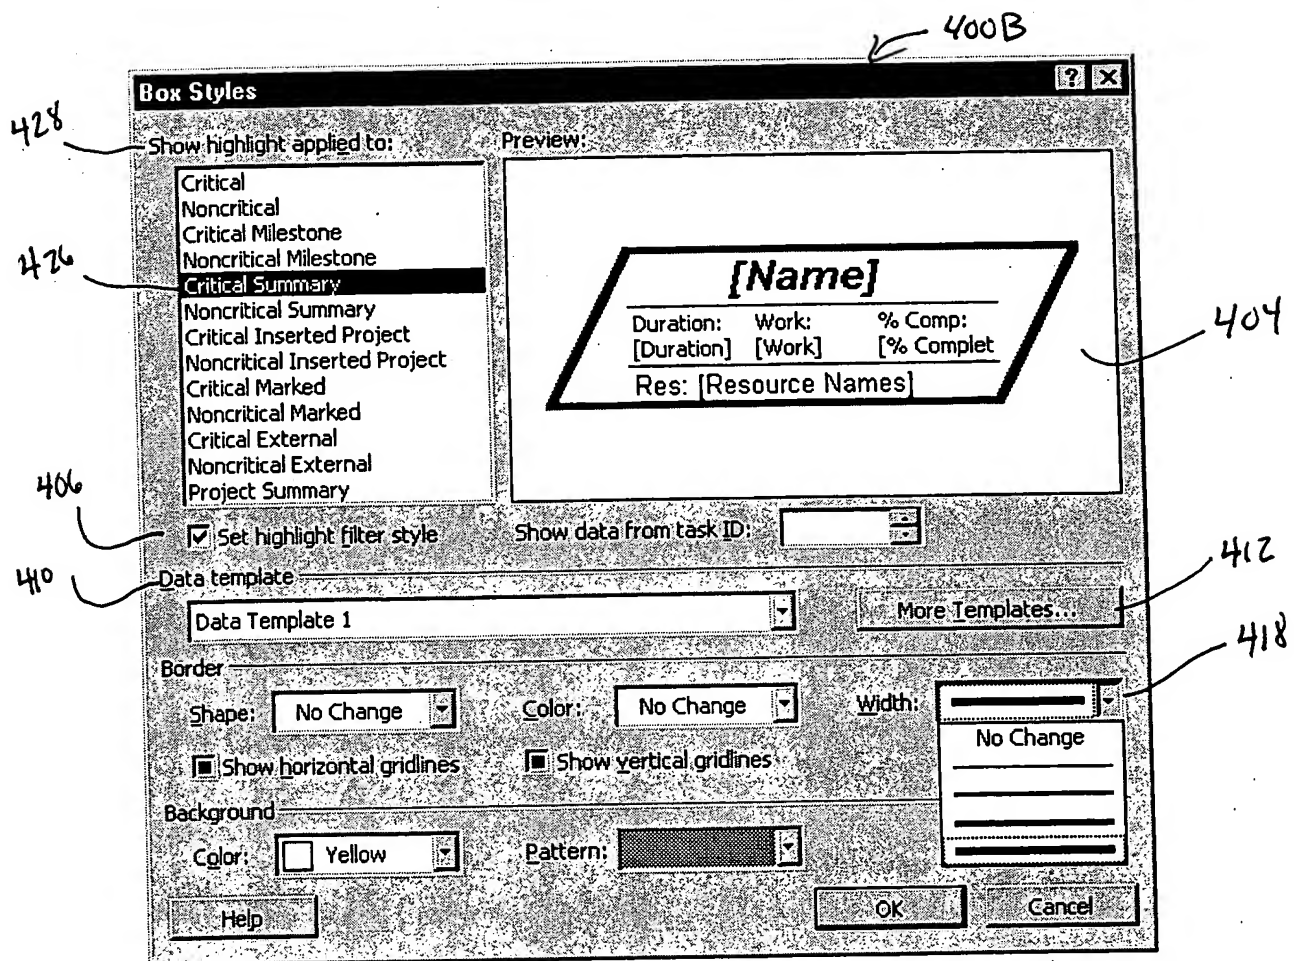 400B
Box Styles
? X
428
Show highlight applied to:
Preview:
Critical
Noncritical
Critical Milestone
Noncritical Milestone
426
Critical Summary
Noncritical Summary
Critical Inserted Project
Noncritical Inserted Project
Critical Marked
Noncritical Marked
Critical External
Noncritical External
Project Summary
[Name]
Duration: Work: % Comp:
[Duration] [Work] [% Complet
Res: [Resource Names]
404
406
Set highlight filter style
Show data from task ID:
410
Data template
412
Data Template 1
More Templates...
418
Border
Shape: No Change
Color: No Change
Width:
No Change
Show horizontal gridlines
Show vertical gridlines
Background
Color: Yellow
Pattern:
Help
OK
Cancel